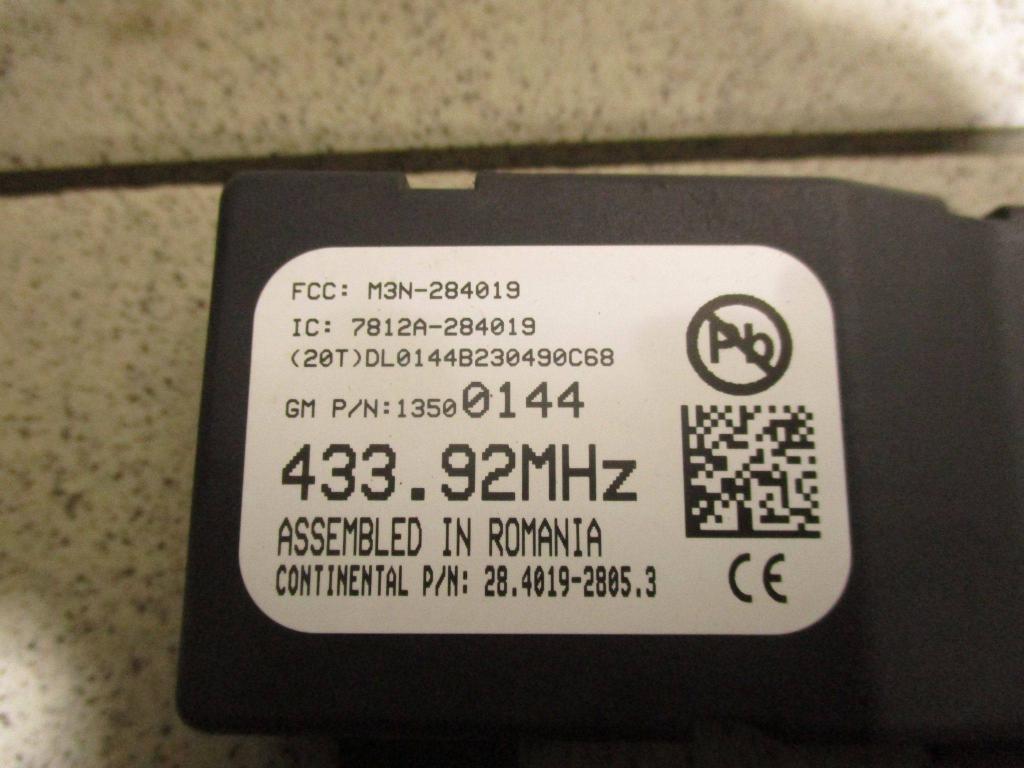 FCC: M3N-284019
IC: 7812A-284019
(20T)DL0144B230490C68
GM P/N:13500144
433.92MHz
ASSEMBLED IN ROMANIA
CONTINENTAL P/N: 28.4019-2805.3
Pb
CE